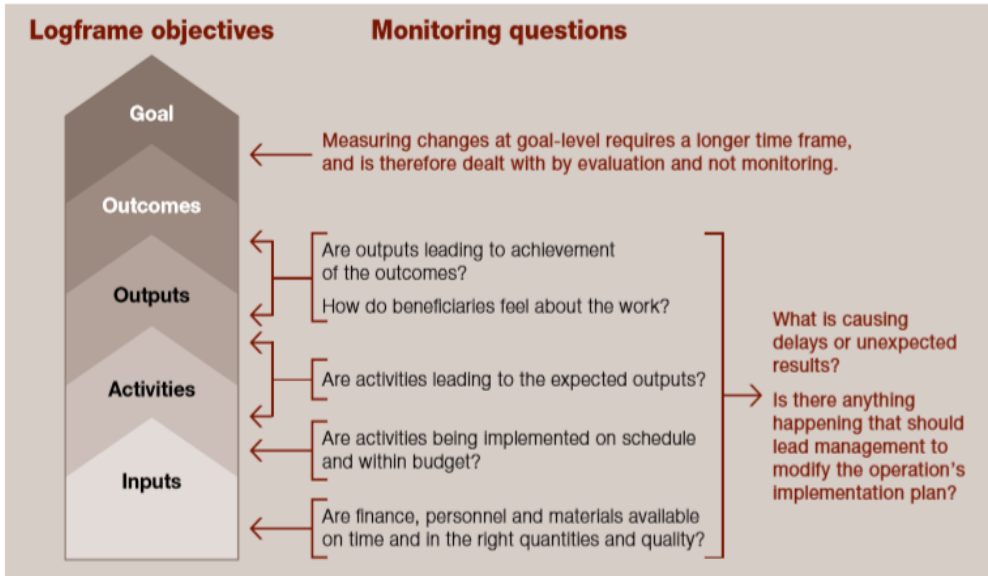 Logframe objectives
Monitoring questions
Goal
Measuring changes at goal-level requires a longer time frame,
and is therefore dealt with by evaluation and not monitoring.
Outcomes
Are outputs leading to achievement
of the outcomes?
How do beneficiaries feel about the work?
Outputs
Are activities leading to the expected outputs?
Activities
Are activities being implemented on schedule
and within budget?
Inputs
Are finance, personnel and materials available
on time and in the right quantities and quality?
What is causing
delays or unexpected
results?
Is there anything
happening that should
lead management to
modify the operation's
implementation plan?